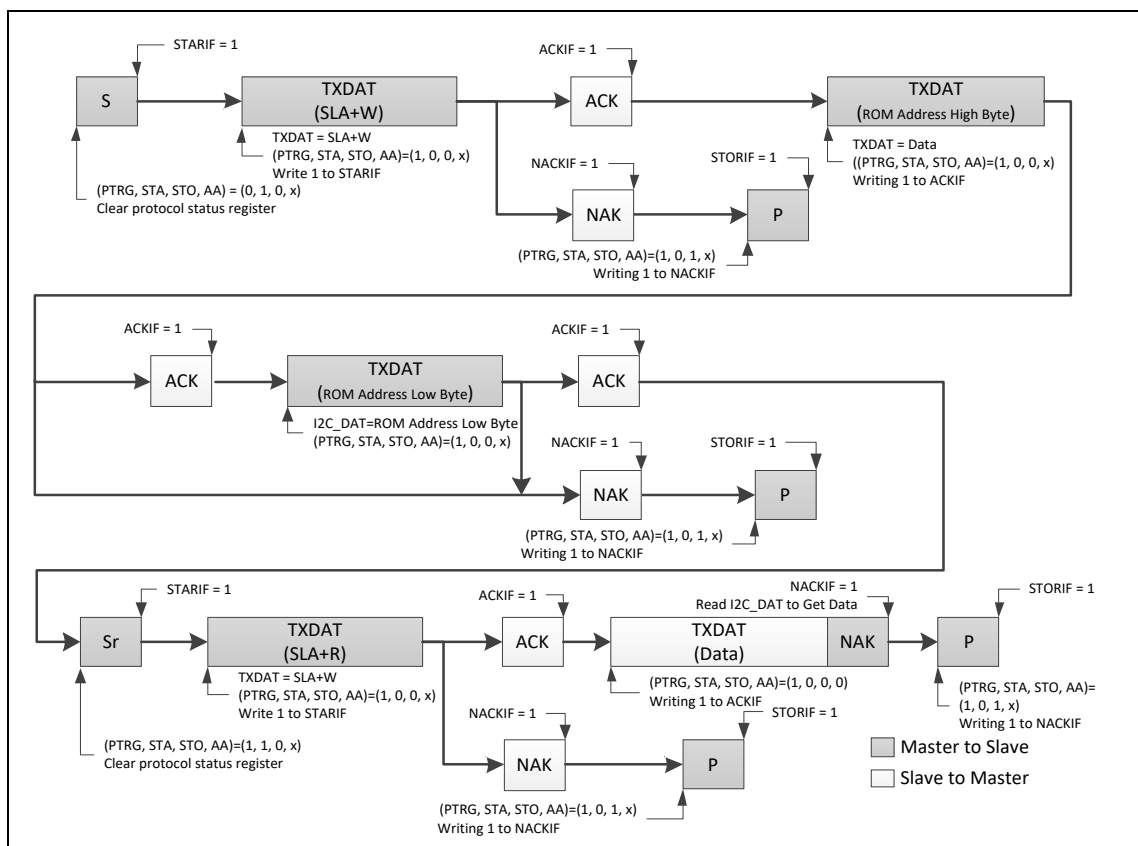 STARIF = 1
ACKIF = 1
S
TXDAT
(SLA+W)
ACK
TXDAT
(ROM Address High Byte)
TXDAT = SLA+W
(PTRG, STA, STO, AA)=(1, 0, 0, x)
Write 1 to STARIF
TXDAT = Data
((PTRG, STA, STO, AA)=(1, 0, 0, x)
Writing 1 to ACKIF
NACKIF = 1
STORIF = 1
(PTRG, STA, STO, AA) = (0, 1, 0, x)
Clear protocol status register
NAK
P
(PTRG, STA, STO, AA)=(1, 0, 1, x)
Writing 1 to NACKIF
ACKIF = 1
ACKIF = 1
ACK
TXDAT
(ROM Address Low Byte)
ACK
I2C_DAT=ROM Address Low Byte
(PTRG, STA, STO, AA)=(1, 0, 0, x)
NACKIF = 1
STORIF = 1
NAK
P
(PTRG, STA, STO, AA)=(1, 0, 1, x)
Writing 1 to NACKIF
STARIF = 1
ACKIF = 1
NACKIF = 1
Read I2C_DAT to Get Data
STORIF = 1
Sr
TXDAT
(SLA+R)
ACK
TXDAT
(Data)
NAK
P
TXDAT = SLA+W
(PTRG, STA, STO, AA)=(1, 0, 0, x)
Write 1 to STARIF
(PTRG, STA, STO, AA)=(1, 0, 0, 0)
Writing 1 to ACKIF
(PTRG, STA, STO, AA)=
(1, 0, 1, x)
Writing 1 to NACKIF
NACKIF = 1
STORIF = 1
(PTRG, STA, STO, AA)=(1, 1, 0, x)
Clear protocol status register
NAK
P
(PTRG, STA, STO, AA)=(1, 0, 1, x)
Writing 1 to NACKIF
Master to Slave
Slave to Master